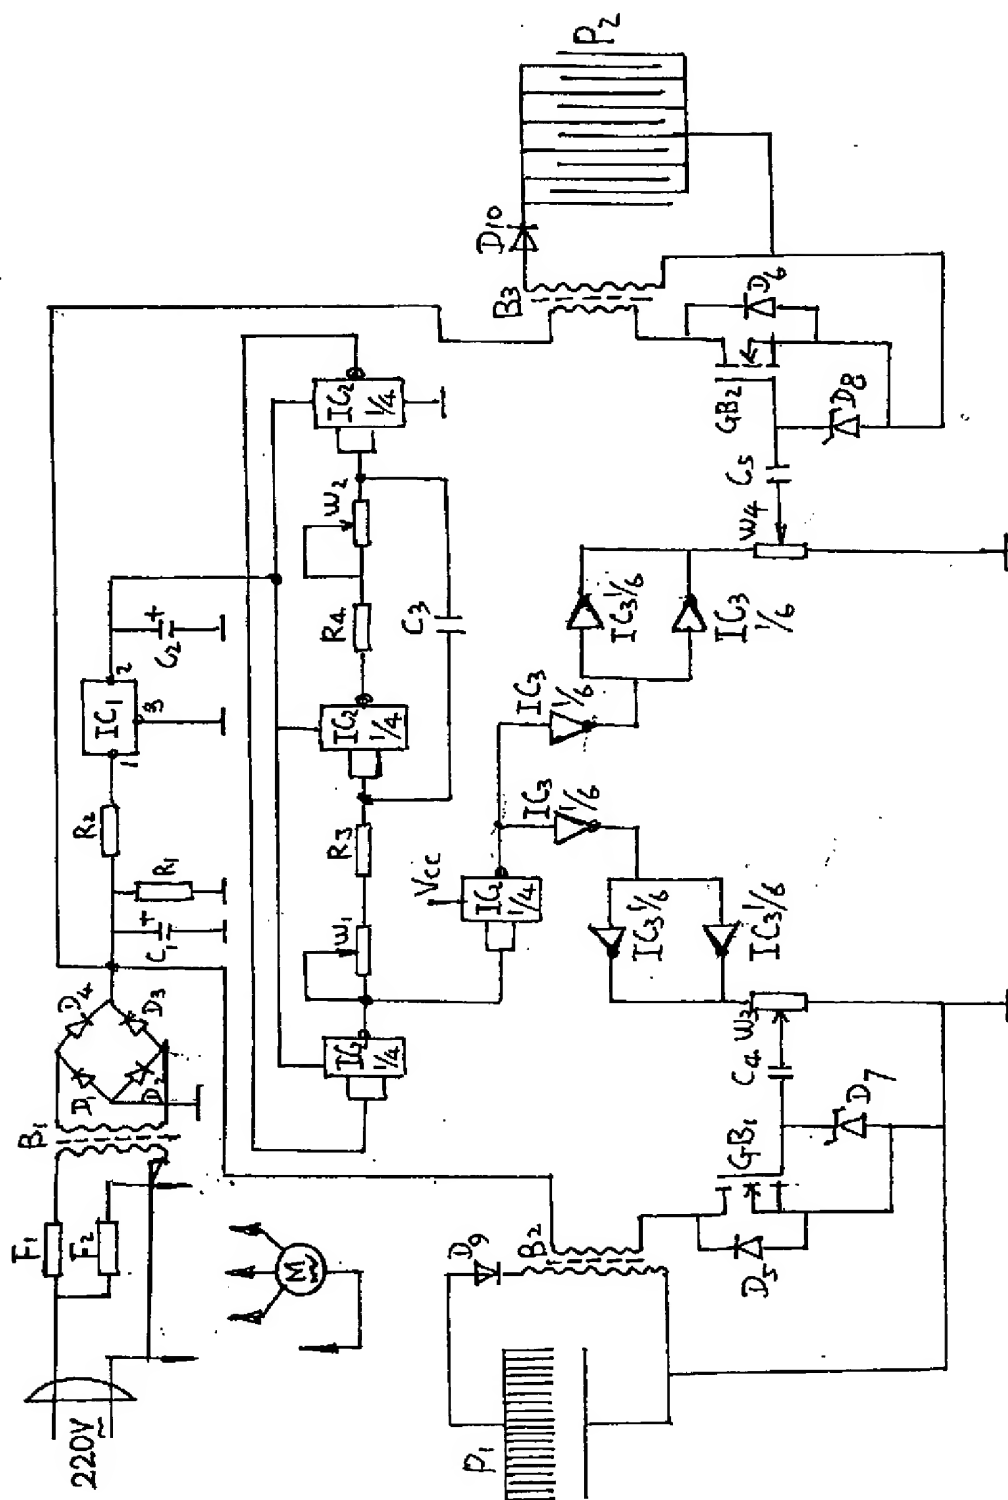 220V~
F1
F2
B1
D1
D2
D3
D4
C1
+
R1
R2
IC1
1
2
3
C2
+
M
IC2
1/4
W1
R3
IC2
1/4
R4
W2
IC2
1/4
C3
Vcc
IC2
1/4
IC3
1/6
IC3
1/6
IC3 1/6
IC3 1/6
IC3 1/6
IC3
1/6
P1
D9
B2
D5
GB1
D7
C4
W3
W4
C5
GB2
D8
D6
B3
D10
P2